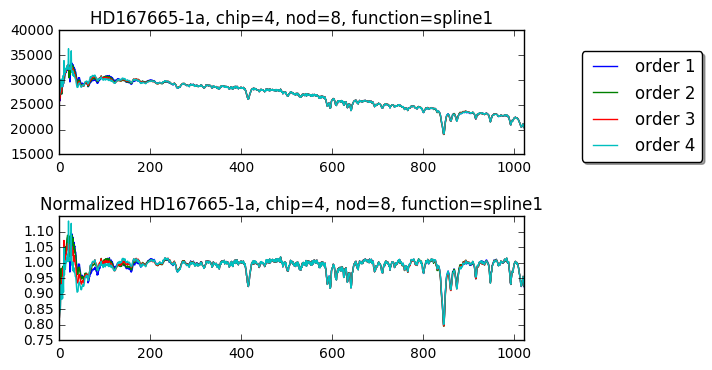 HD167665-1a, chip=4, nod=8, function=spline1
40000
35000
30000
25000
20000
15000
0 200 400 600 800 1000
order 1
order 2
order 3
order 4
Normalized HD167665-1a, chip=4, nod=8, function=spline1
1.10
1.05
1.00
0.95
0.90
0.85
0.80
0.75
0 200 400 600 800 1000